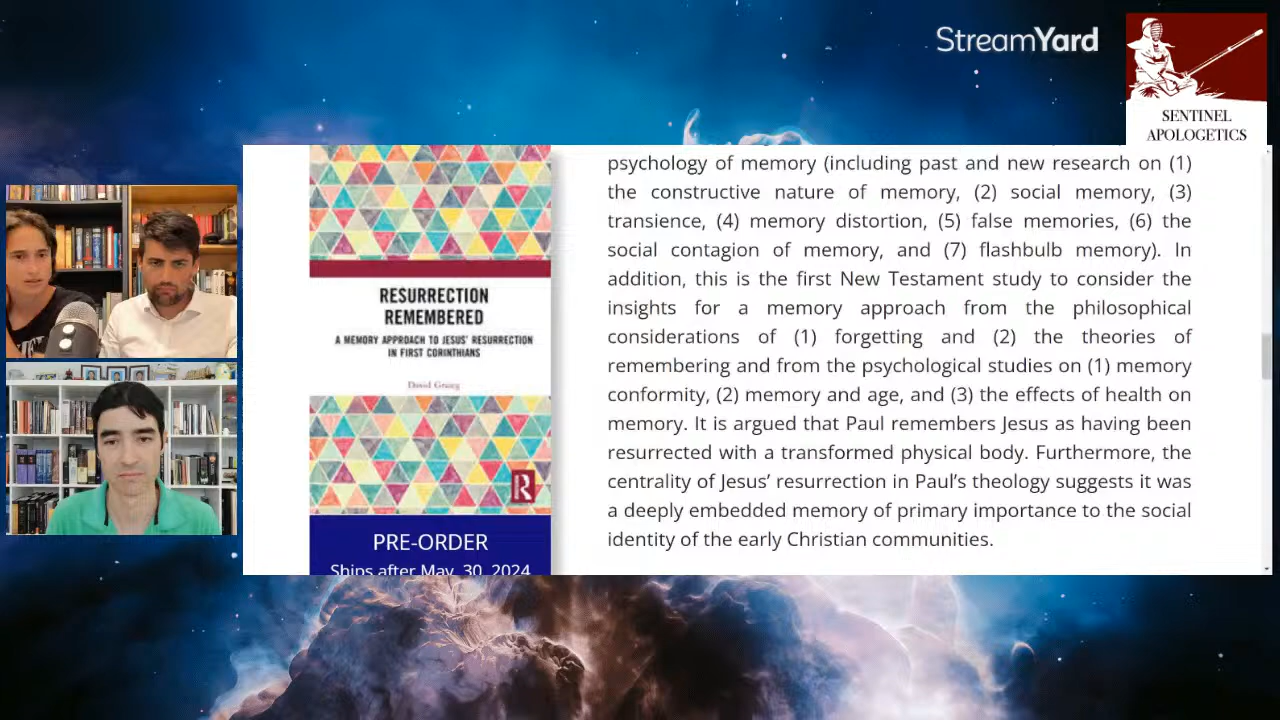 StreamYard
SENTINEL
APOLOGETICS
RESURRECTION
REMEMBERED
A MEMORY APPROACH TO JESUS' RESURRECTION
IN FIRST CORINTHIANS
David Graieg
R
PRE-ORDER
Ships after May. 30, 2024
psychology of memory (including past and new research on (1)
the constructive nature of memory, (2) social memory, (3)
transience, (4) memory distortion, (5) false memories, (6) the
social contagion of memory, and (7) flashbulb memory). In
addition, this is the first New Testament study to consider the
insights for a memory approach from the philosophical
considerations of (1) forgetting and (2) the theories of
remembering and from the psychological studies on (1) memory
conformity, (2) memory and age, and (3) the effects of health on
memory. It is argued that Paul remembers Jesus as having been
resurrected with a transformed physical body. Furthermore, the
centrality of Jesus' resurrection in Paul's theology suggests it was
a deeply embedded memory of primary importance to the social
identity of the early Christian communities.